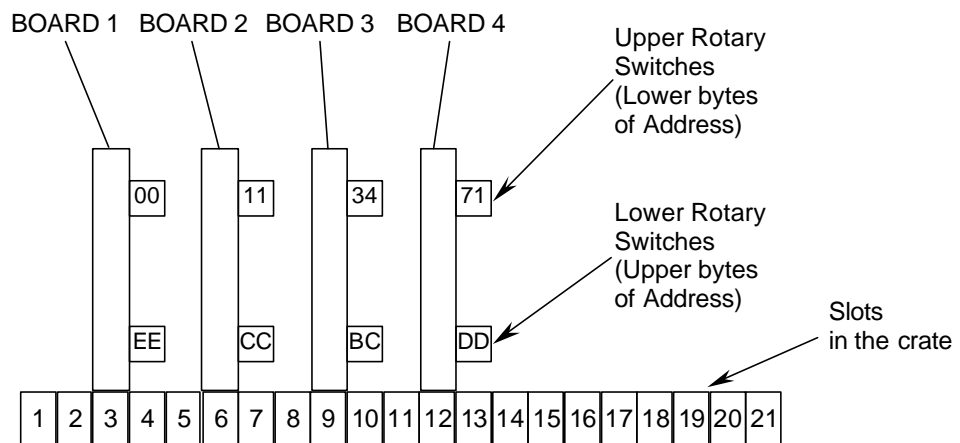 BOARD 1 BOARD 2 BOARD 3 BOARD 4
Upper Rotary
Switches
(Lower bytes
of Address)
00 11 34 71
Lower Rotary
Switches
(Upper bytes
of Address)
EE CC BC DD
Slots
in the crate
1 2 3 4 5 6 7 8 9 10 11 12 13 14 15 16 17 18 19 20 21